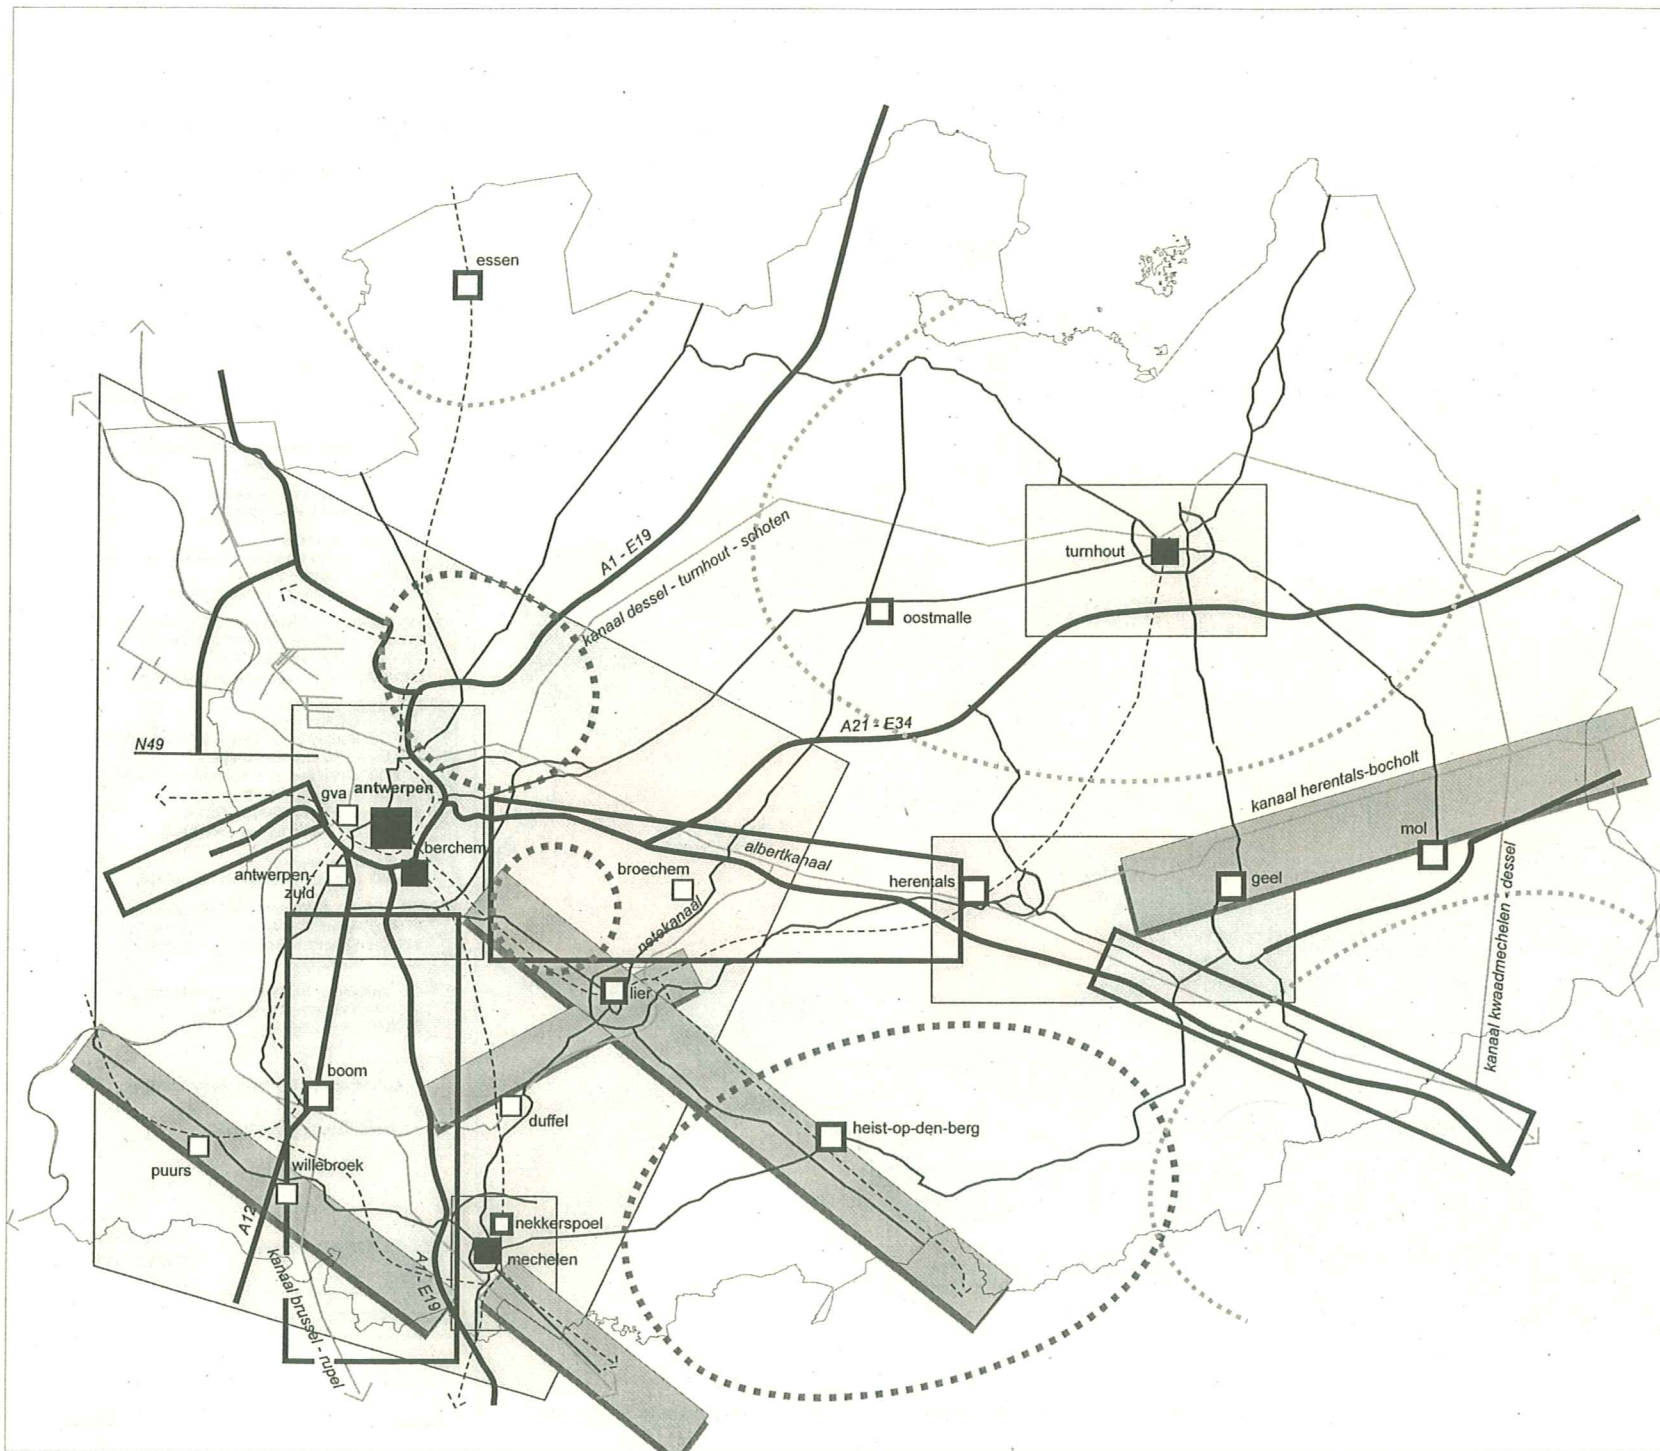 essen
A1 - E19
kanaal dessel - turnhout - schoten
turnhout
oostmalle
A21 - E34
N49
gva
antwerpen
kanaal herentals-bocholt
mol
berchem
albertkanaal
broechem
herentals
geel
antwerpen
zuid
netekanaal
kanaal kwaadmechelen - dessel
lier
boom
duffel
heist-op-den-berg
puurs
willebroek
A12
nekkerspoel
mechelen
A1 - E19
kanaal brussel - rupel